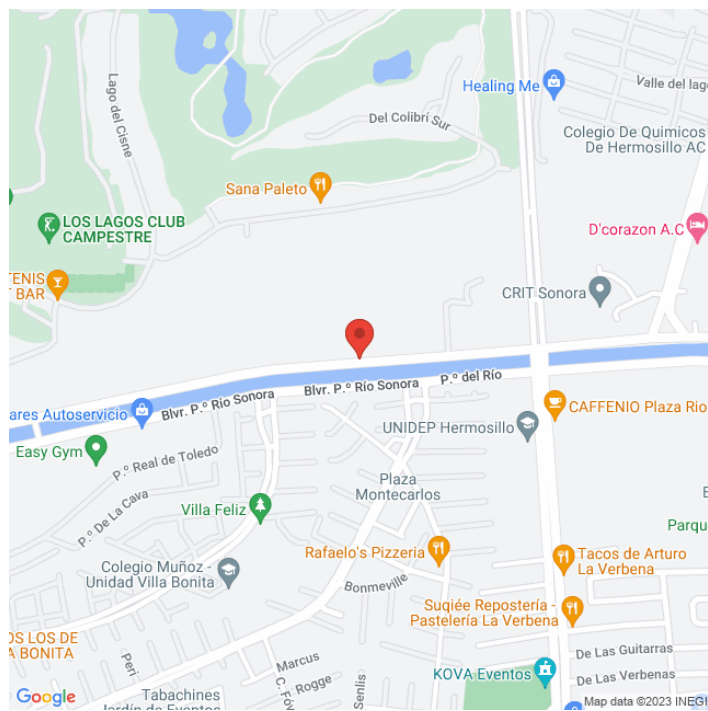 Lago del Cisne
Healing Me
Valle del lago
Del Colibrí Sur
Colegio De Quimicos
De Hermosillo AC
Sana Paleto
LOS LAGOS CLUB
CAMPESTRE
D'corazon A.C
TENIS
T BAR
CRIT Sonora
Blvr. P.º Río Sonora
Blvr. P.º Río Sonora
P.º del Río
ares Autoservicio
CAFFENIO Plaza Rio
UNIDEP Hermosillo
Easy Gym
P.º Real de Toledo
Plaza
Montecarlos
P.º De La Cava
Villa Feliz
Parqu
Rafaelo's Pizzeria
Tacos de Arturo
La Verbena
Colegio Muñoz -
Unidad Villa Bonita
Bonmeville
Suqiée Repostería -
Pastelería La Verbena
OS LOS DE
A BONITA
Peri
De Las Guitarras
Marcus
Rogge
KOVA Eventos
De Las Verbenas
Senlis
C. Fóv
Tabachines
Jardín de Eventos
Google
Map data ©2023 INEGI